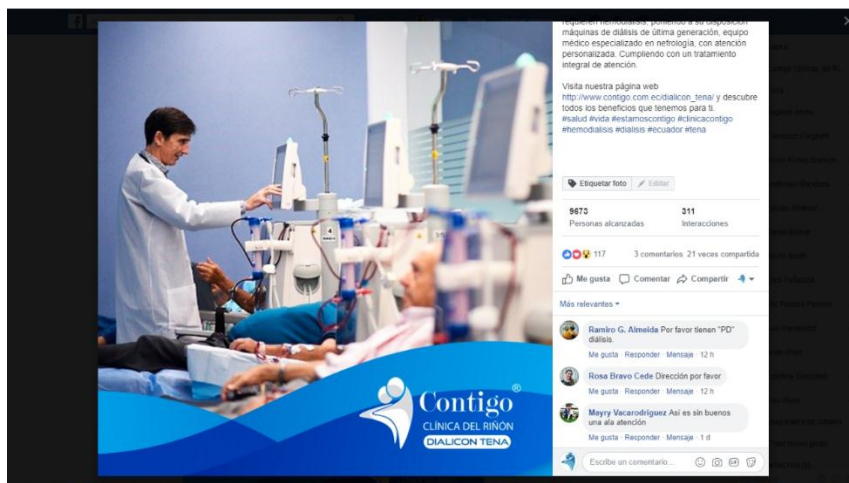 requieren hemodiálisis, poniendo a su disposición
máquinas de diálisis de última generación, equipo
médico especializado en nefrología, con atención
personalizada. Cumpliendo con un tratamiento
integral de atención.
Visita nuestra página web
http://www.contigo.com.ec/dialicon_tena/ y descubre
todos los beneficios que tenemos para ti.
#salud #vida #estamoscontigo #clinicacontigo
#hemodialisis #dialisis #ecuador #tena
Etiquetar foto Editar
9673 311
Personas alcanzadas Interacciones
117 3 comentarios 21 veces compartida
Me gusta Comentar Compartir
Más relevantes
Ramiro G. Almeida Por favor tienen "PD"
diálisis.
Me gusta · Responder · Mensaje · 12 h
Rosa Bravo Cede Dirección por favor
Me gusta · Responder · Mensaje · 12 h
Mayry Vacarodriguez Así es sin buenos
una ala atención
Me gusta · Responder · Mensaje · 1 d
Escribe un comentario...
4
Contigo®
CLÍNICA DEL RIÑÓN
DIALICON TENA